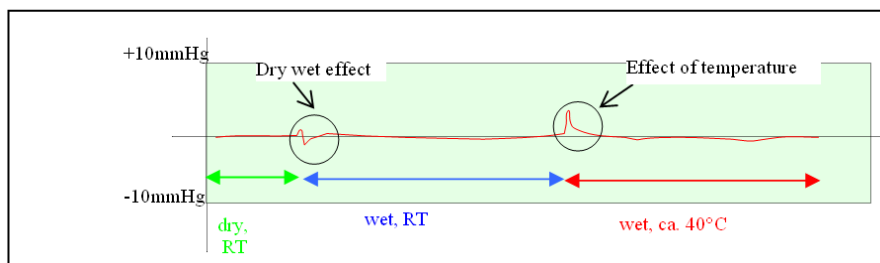 +10mmHg
Dry wet effect
Effect of temperature
-10mmHg
dry,
RT
wet, RT
wet, ca. 40°C